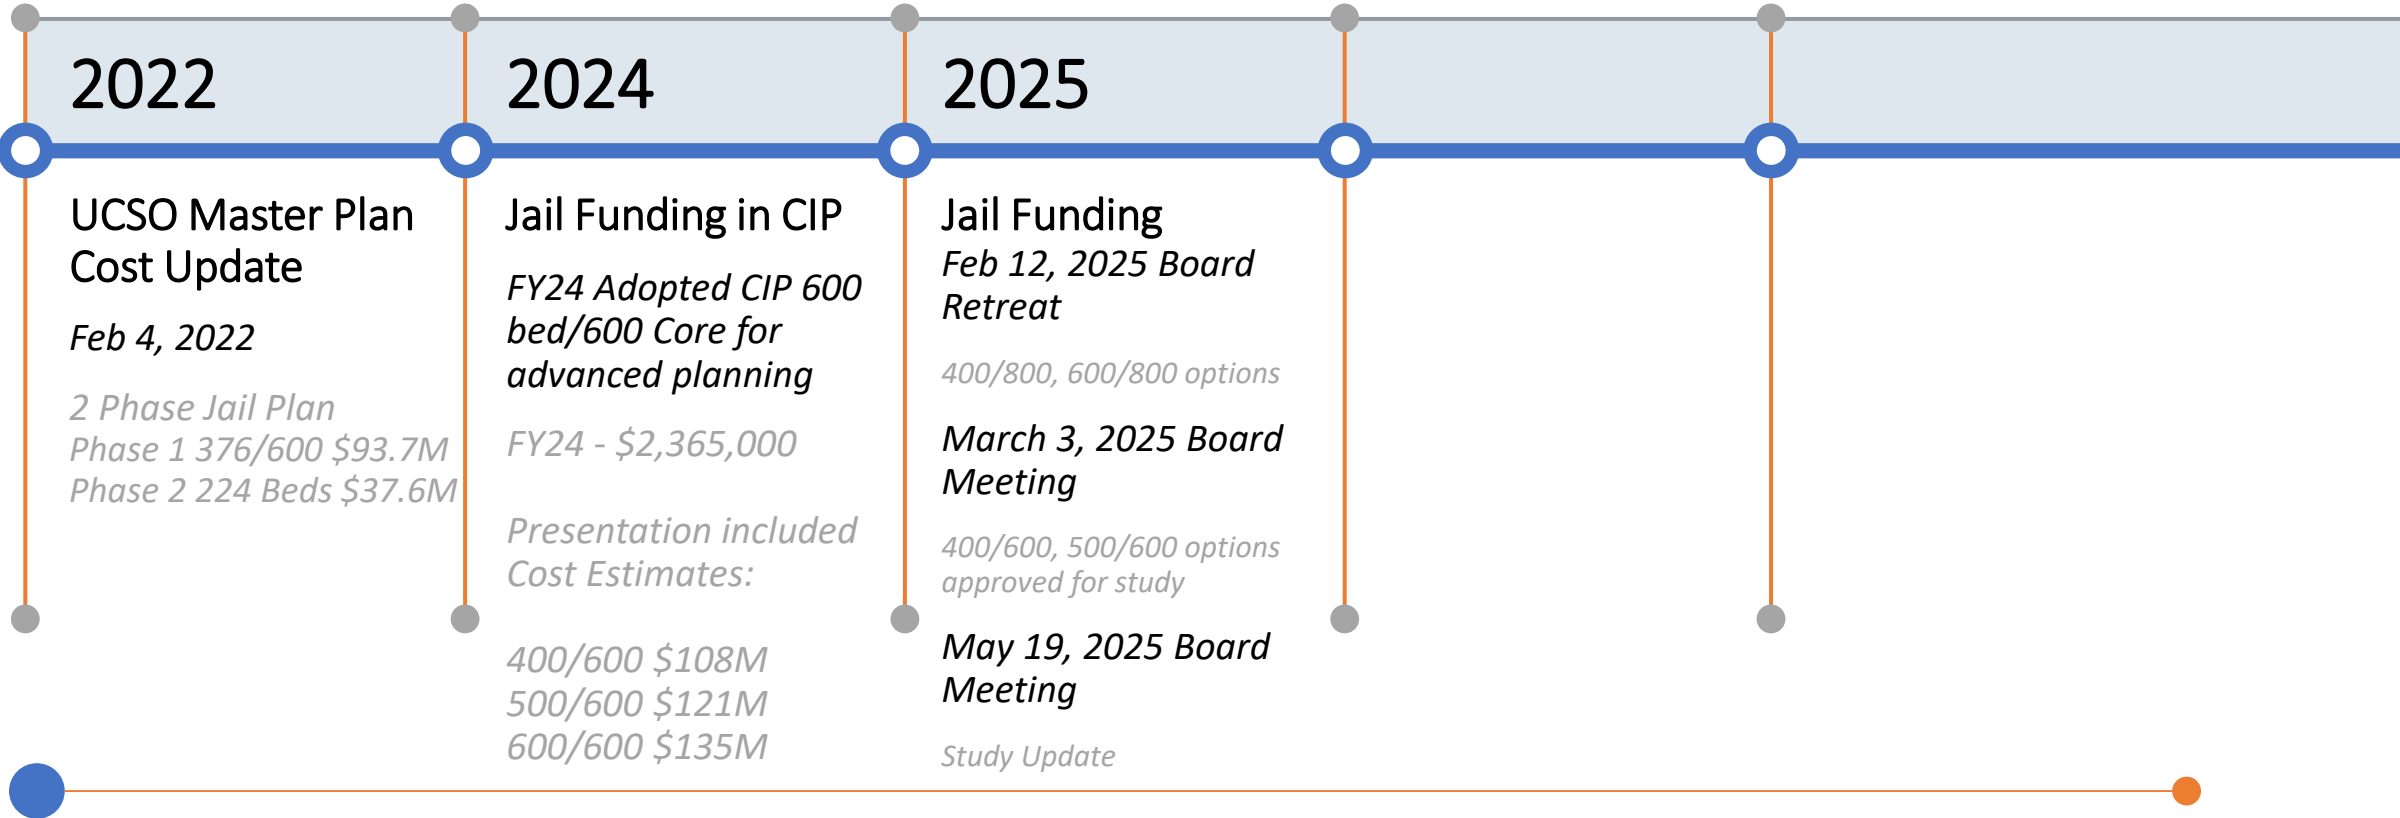 2022
UCSO Master Plan
Cost Update
Feb 4, 2022
2 Phase Jail Plan
Phase 1 376/600 $93.7M
Phase 2 224 Beds $37.6M
2024
Jail Funding in CIP
FY24 Adopted CIP 600
bed/600 Core for
advanced planning
FY24 - $2,365,000
Presentation included
Cost Estimates:
400/600 $108M
500/600 $121M
600/600 $135M
2025
Jail Funding
Feb 12, 2025 Board
Retreat
400/800, 600/800 options
March 3, 2025 Board
Meeting
400/600, 500/600 options
approved for study
May 19, 2025 Board
Meeting
Study Update